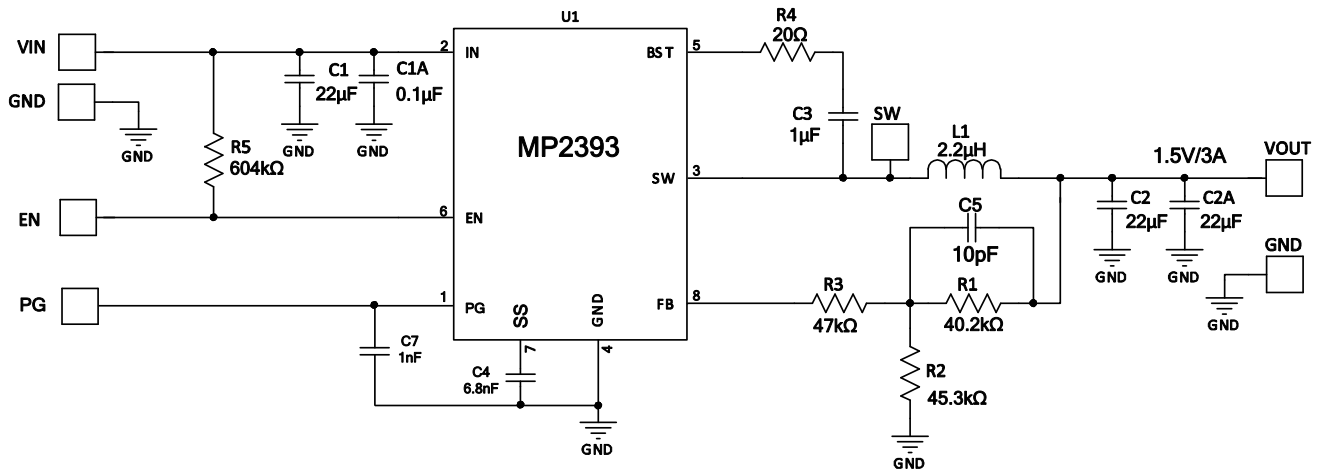 U1
MP2393
VIN
GND
GND
R5
604kΩ
C1
22µF
GND
C1A
0.1µF
GND
EN
PG
2
IN
6
EN
1
PG
C7
1nF
SS
7
C4
6.8nF
GND
4
GND
BST
5
R4
20Ω
C3
1µF
SW
3
SW
L1
2.2µH
1.5V/3A
VOUT
C2
22µF
GND
C2A
22µF
GND
GND
GND
C5
10pF
FB
8
R3
47kΩ
R1
40.2kΩ
R2
45.3kΩ
GND